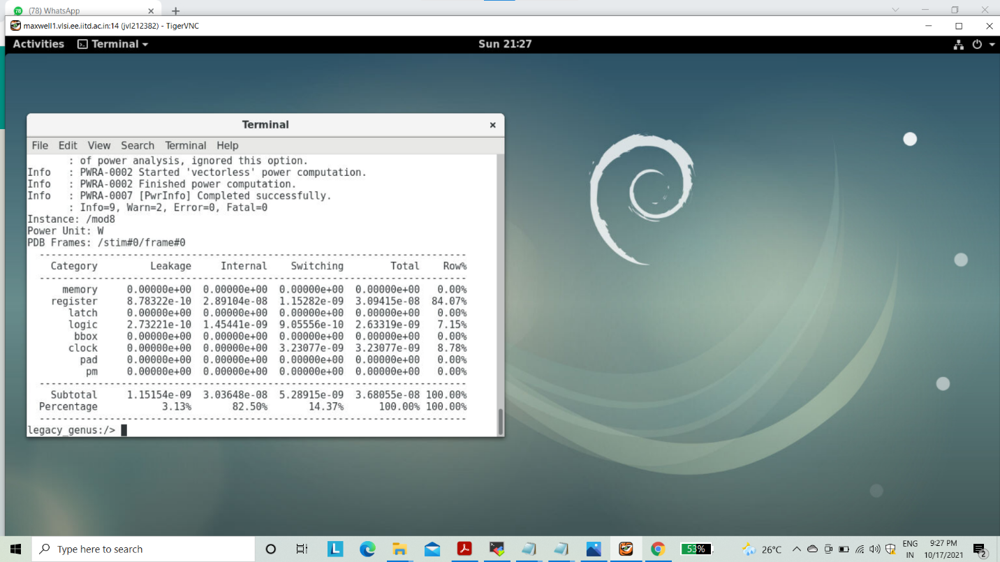 78
(78) WhatsApp
maxwell1.vlsi.ee.iitd.ac.in:14 (jvl212382) - TigerVNC
Activities Terminal Sun 21:27
Terminal
File Edit View Search Terminal Help
: of power analysis, ignored this option.
Info : PWRA-0002 Started 'vectorless' power computation.
Info : PWRA-0002 Finished power computation.
Info : PWRA-0007 [PwrInfo] Completed successfully.
: Info=9, Warn=2, Error=0, Fatal=0
Instance: /mod8
Power Unit: W
PDB Frames: /stim#0/frame#0
-------------------------------------------------------------------------
Category Leakage Internal Switching Total Row%
-------------------------------------------------------------------------
memory 0.00000e+00 0.00000e+00 0.00000e+00 0.00000e+00 0.00%
register 8.78322e-10 2.89104e-08 1.15282e-09 3.09415e-08 84.07%
latch 0.00000e+00 0.00000e+00 0.00000e+00 0.00000e+00 0.00%
logic 2.73221e-10 1.45441e-09 9.05556e-10 2.63319e-09 7.15%
bbox 0.00000e+00 0.00000e+00 0.00000e+00 0.00000e+00 0.00%
clock 0.00000e+00 0.00000e+00 3.23077e-09 3.23077e-09 8.78%
pad 0.00000e+00 0.00000e+00 0.00000e+00 0.00000e+00 0.00%
pm 0.00000e+00 0.00000e+00 0.00000e+00 0.00000e+00 0.00%
-------------------------------------------------------------------------
Subtotal 1.15154e-09 3.03648e-08 5.28915e-09 3.68055e-08 100.00%
Percentage 3.13% 82.50% 14.37% 100.00% 100.00%
-------------------------------------------------------------------------
legacy_genus:/>
Type here to search
L
53%
26°C
ENG
IN
9:27 PM
10/17/2021
2